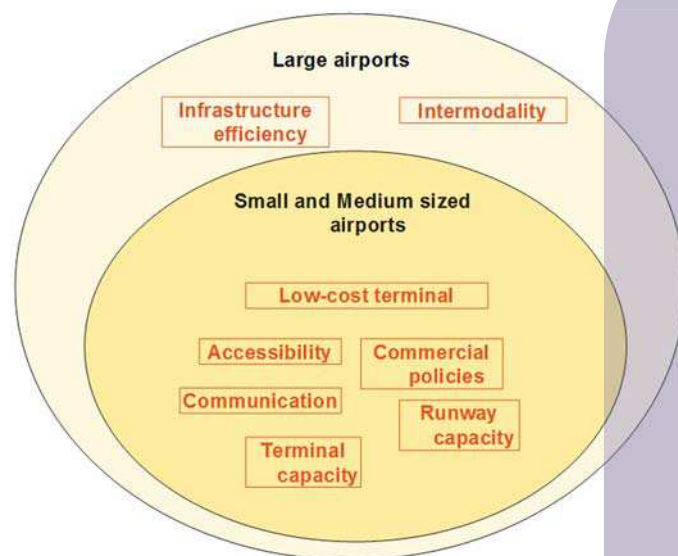 Large airports
Infrastructure
efficiency
Intermodality
Small and Medium sized
airports
Low-cost terminal
Accessibility
Commercial
policies
Communication
Runway
capacity
Terminal
capacity